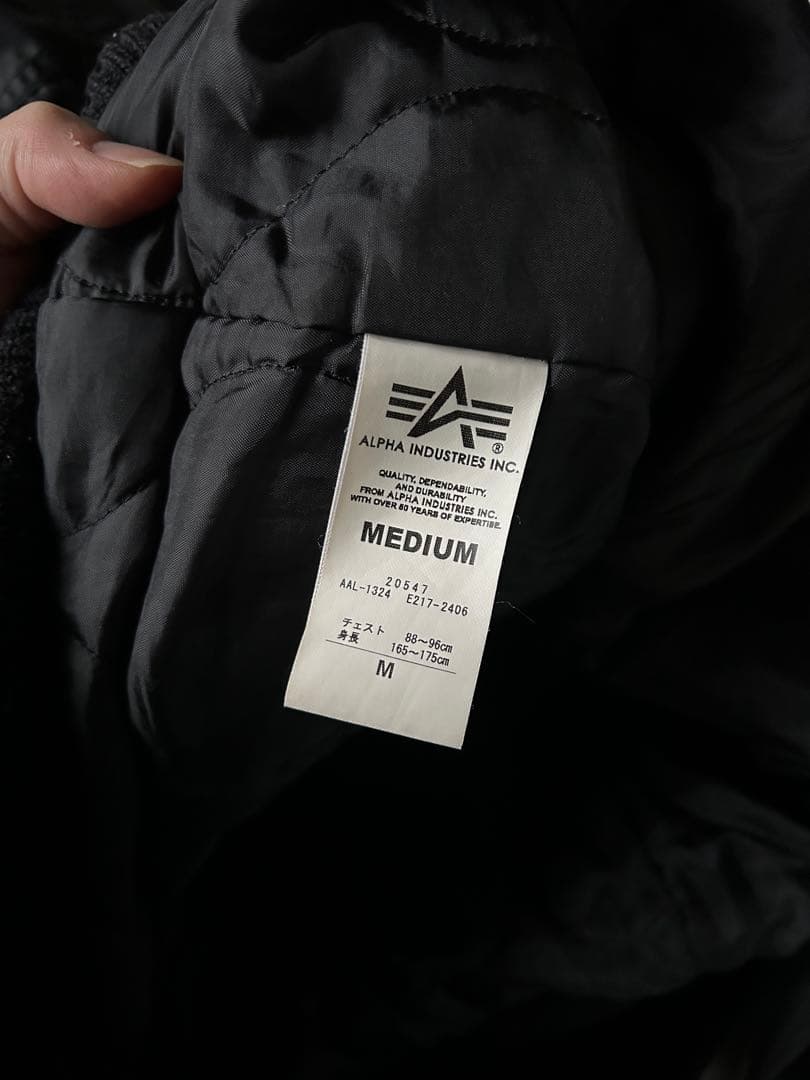 ®
ALPHA INDUSTRIES INC.
QUALITY, DEPENDABILITY,
AND DURABILITY
FROM ALPHA INDUSTRIES INC.
WITH OVER 50 YEARS OF EXPERTISE.
MEDIUM
20547
AAL-1324 E217-2406
チェスト 88～96cm
身長 165～175cm
M